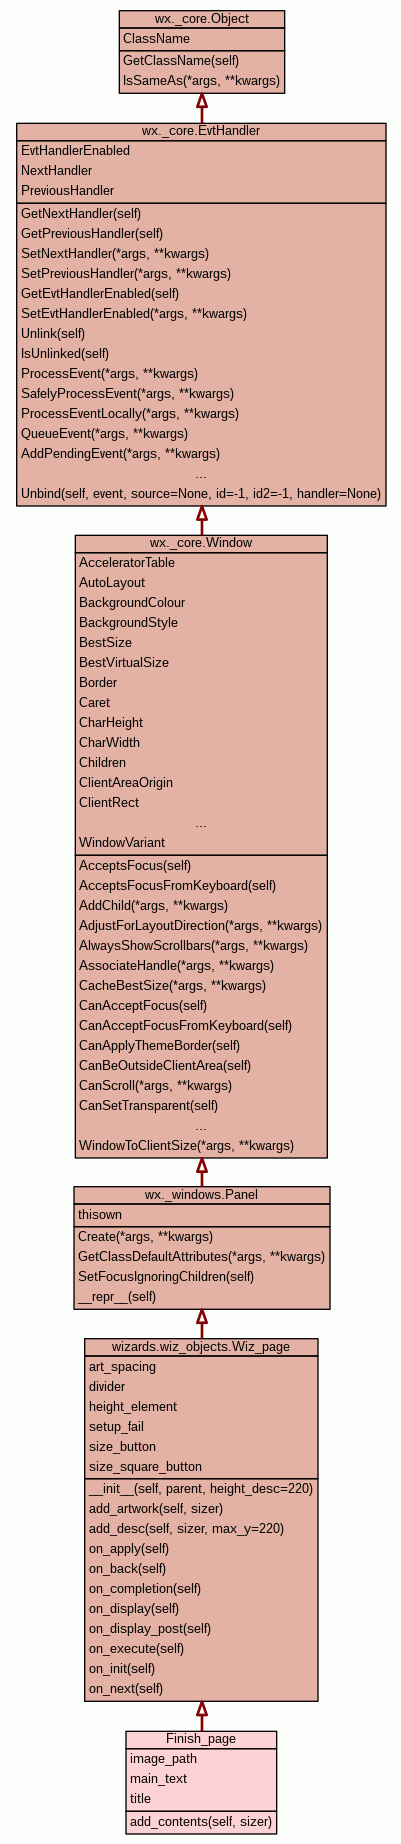 wx._core.Object
ClassName
GetClassName(self)
IsSameAs(*args, **kwargs)
wx._core.EvtHandler
EvtHandlerEnabled
NextHandler
PreviousHandler
GetNextHandler(self)
GetPreviousHandler(self)
SetNextHandler(*args, **kwargs)
SetPreviousHandler(*args, **kwargs)
GetEvtHandlerEnabled(self)
SetEvtHandlerEnabled(*args, **kwargs)
Unlink(self)
IsUnlinked(self)
ProcessEvent(*args, **kwargs)
SafelyProcessEvent(*args, **kwargs)
ProcessEventLocally(*args, **kwargs)
QueueEvent(*args, **kwargs)
AddPendingEvent(*args, **kwargs)
...
Unbind(self, event, source=None, id=-1, id2=-1, handler=None)
wx._core.Window
AcceleratorTable
AutoLayout
BackgroundColour
BackgroundStyle
BestSize
BestVirtualSize
Border
Caret
CharHeight
CharWidth
Children
ClientAreaOrigin
ClientRect
...
WindowVariant
AcceptsFocus(self)
AcceptsFocusFromKeyboard(self)
AddChild(*args, **kwargs)
AdjustForLayoutDirection(*args, **kwargs)
AlwaysShowScrollbars(*args, **kwargs)
AssociateHandle(*args, **kwargs)
CacheBestSize(*args, **kwargs)
CanAcceptFocus(self)
CanAcceptFocusFromKeyboard(self)
CanApplyThemeBorder(self)
CanBeOutsideClientArea(self)
CanScroll(*args, **kwargs)
CanSetTransparent(self)
...
WindowToClientSize(*args, **kwargs)
wx._windows.Panel
thisown
Create(*args, **kwargs)
GetClassDefaultAttributes(*args, **kwargs)
SetFocusIgnoringChildren(self)
__repr__(self)
wizards.wiz_objects.Wiz_page
art_spacing
divider
height_element
setup_fail
size_button
size_square_button
__init__(self, parent, height_desc=220)
add_artwork(self, sizer)
add_desc(self, sizer, max_y=220)
on_apply(self)
on_back(self)
on_completion(self)
on_display(self)
on_display_post(self)
on_execute(self)
on_init(self)
on_next(self)
Finish_page
image_path
main_text
title
add_contents(self, sizer)